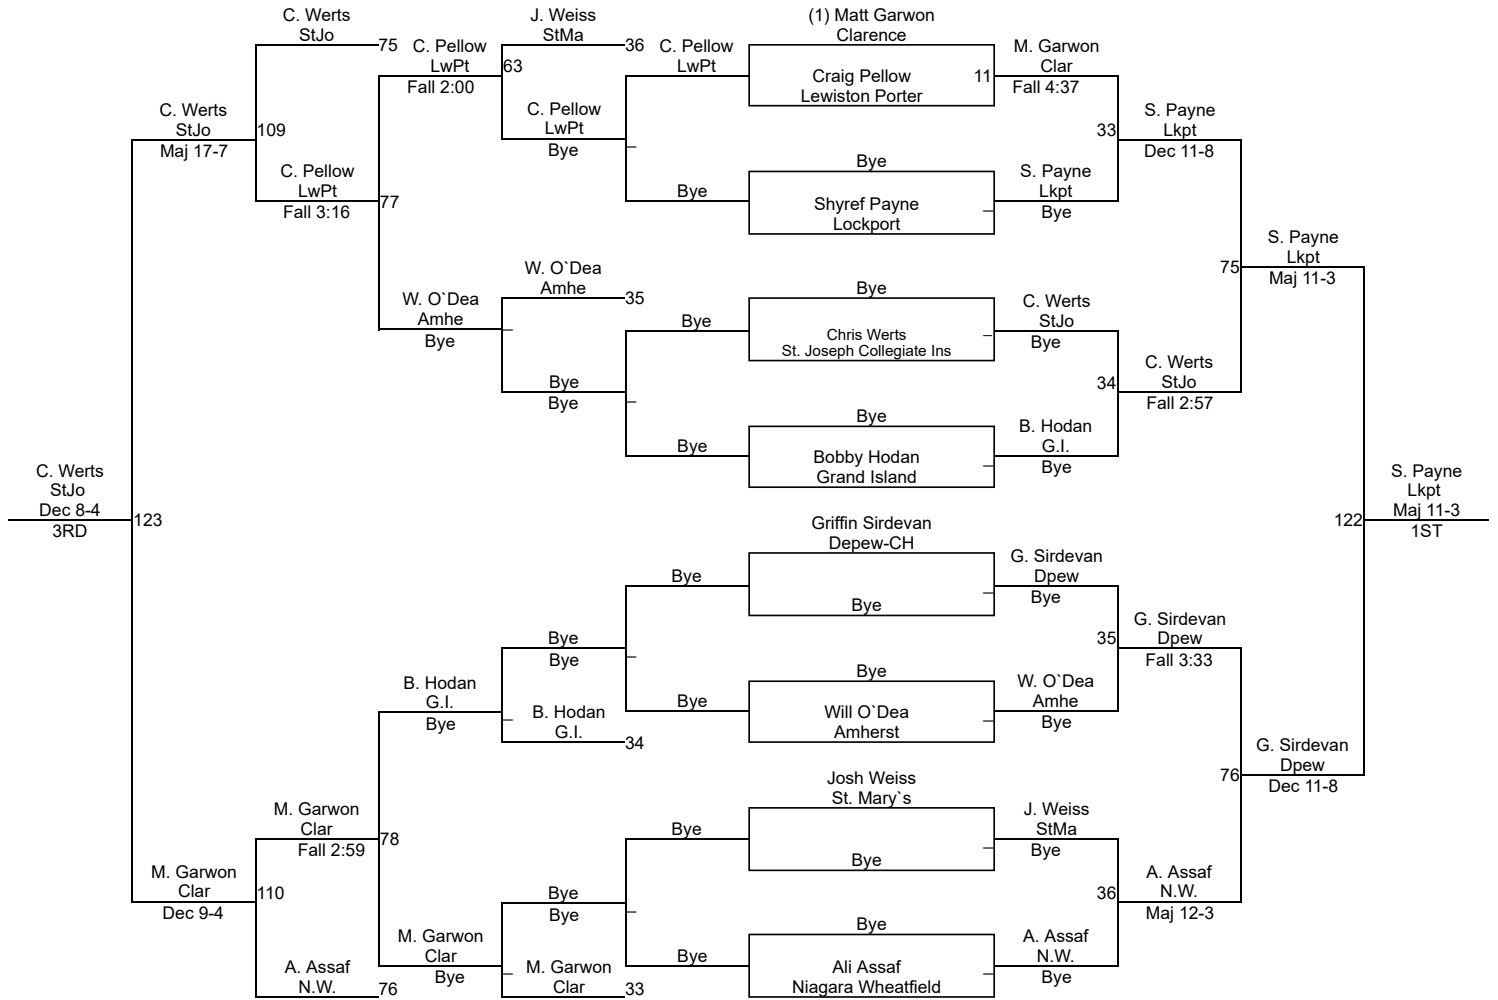 C. Werts
StJo
75
J. Weiss
StMa
36
(1) Matt Garwon
Clarence
C. Pellow
LwPt
Fall 2:00
63
C. Pellow
LwPt
Craig Pellow
Lewiston Porter
11
M. Garwon
Clar
Fall 4:37
C. Werts
StJo
Maj 17-7
109
C. Pellow
LwPt
Bye
33
S. Payne
Lkpt
Dec 11-8
C. Pellow
LwPt
Fall 3:16
77
Bye
Bye
Shyref Payne
Lockport
S. Payne
Lkpt
Bye
S. Payne
Lkpt
Maj 11-3
75
W. O`Dea
Amhe
Bye
W. O`Dea
Amhe
35
Bye
Bye
Chris Werts
St. Joseph Collegiate Ins
C. Werts
StJo
Bye
Bye
Bye
34
C. Werts
StJo
Fall 2:57
Bye
Bye
Bobby Hodan
Grand Island
B. Hodan
G.I.
Bye
C. Werts
StJo
Dec 8-4
3RD
123
122
S. Payne
Lkpt
Maj 11-3
1ST
Griffin Sirdevan
Depew-CH
Bye
Bye
G. Sirdevan
Dpew
Bye
Bye
Bye
35
G. Sirdevan
Dpew
Fall 3:33
B. Hodan
G.I.
Bye
B. Hodan
G.I.
34
Bye
Bye
Will O`Dea
Amherst
W. O`Dea
Amhe
Bye
76
G. Sirdevan
Dpew
Dec 11-8
M. Garwon
Clar
Fall 2:59
78
Bye
Josh Weiss
St. Mary`s
Bye
J. Weiss
StMa
Bye
M. Garwon
Clar
Dec 9-4
110
Bye
Bye
36
A. Assaf
N.W.
Maj 12-3
A. Assaf
N.W.
76
M. Garwon
Clar
Bye
M. Garwon
Clar
33
Bye
Bye
Ali Assaf
Niagara Wheatfield
A. Assaf
N.W.
Bye